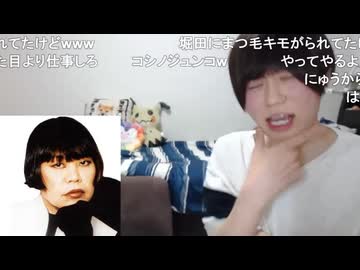 れてたけどwww
堀田にまつ毛キモがられてたけ
た目より仕事しろ
コシノジュンコw
やってやるよ
にゅうから
は